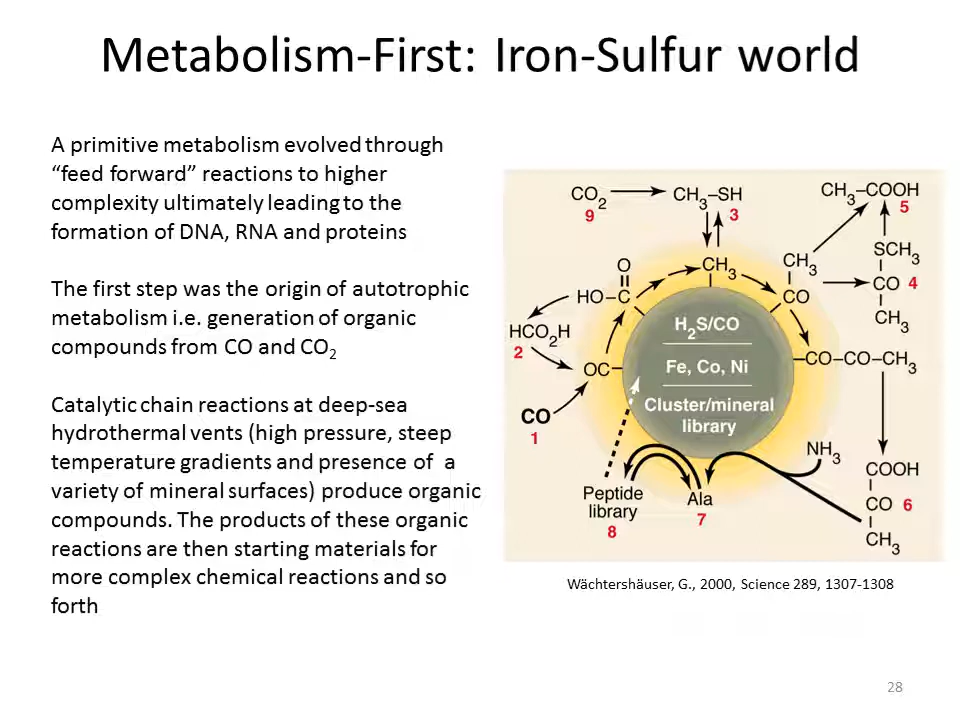 Metabolism-First: Iron-Sulfur world
A primitive metabolism evolved through
“feed forward” reactions to higher
complexity ultimately leading to the
formation of DNA, RNA and proteins
The first step was the origin of autotrophic
metabolism i.e. generation of organic
compounds from CO and CO₂
Catalytic chain reactions at deep-sea
hydrothermal vents (high pressure, steep
temperature gradients and presence of a
variety of mineral surfaces) produce organic
compounds. The products of these organic
reactions are then starting materials for
more complex chemical reactions and so
forth
CO₂
9
CH₃–SH
3
CH₃–COOH
5
O
HO–C
CH₃
CH₃
CO
SCH₃
CO 4
CH₃
HCO₂H
2
OC–
CO
1
H₂S/CO
Fe, Co, Ni
Cluster/mineral
library
–CO–CO–CH₃
NH₃
COOH
CO 6
CH₃
Peptide
library
8
Ala
7
Wächtershäuser, G., 2000, Science 289, 1307-1308
28